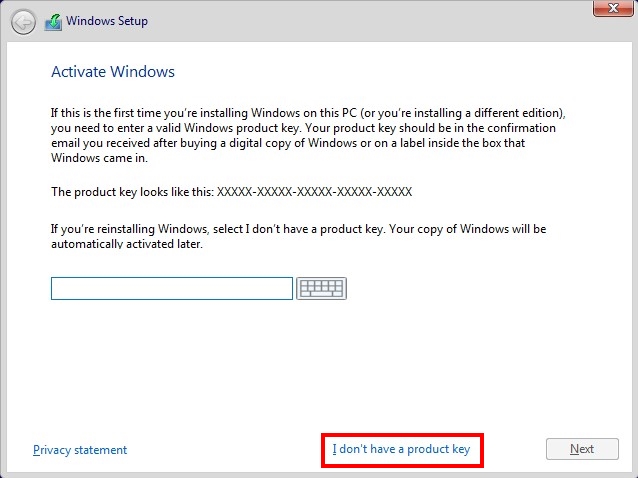 Windows Setup
Activate Windows
If this is the first time you're installing Windows on this PC (or you're installing a different edition),
you need to enter a valid Windows product key. Your product key should be in the confirmation
email you received after buying a digital copy of Windows or on a label inside the box that
Windows came in.
The product key looks like this: XXXXX-XXXXX-XXXXX-XXXXX-XXXXX
If you're reinstalling Windows, select I don't have a product key. Your copy of Windows will be
automatically activated later.
Privacy statement
I don't have a product key
Next